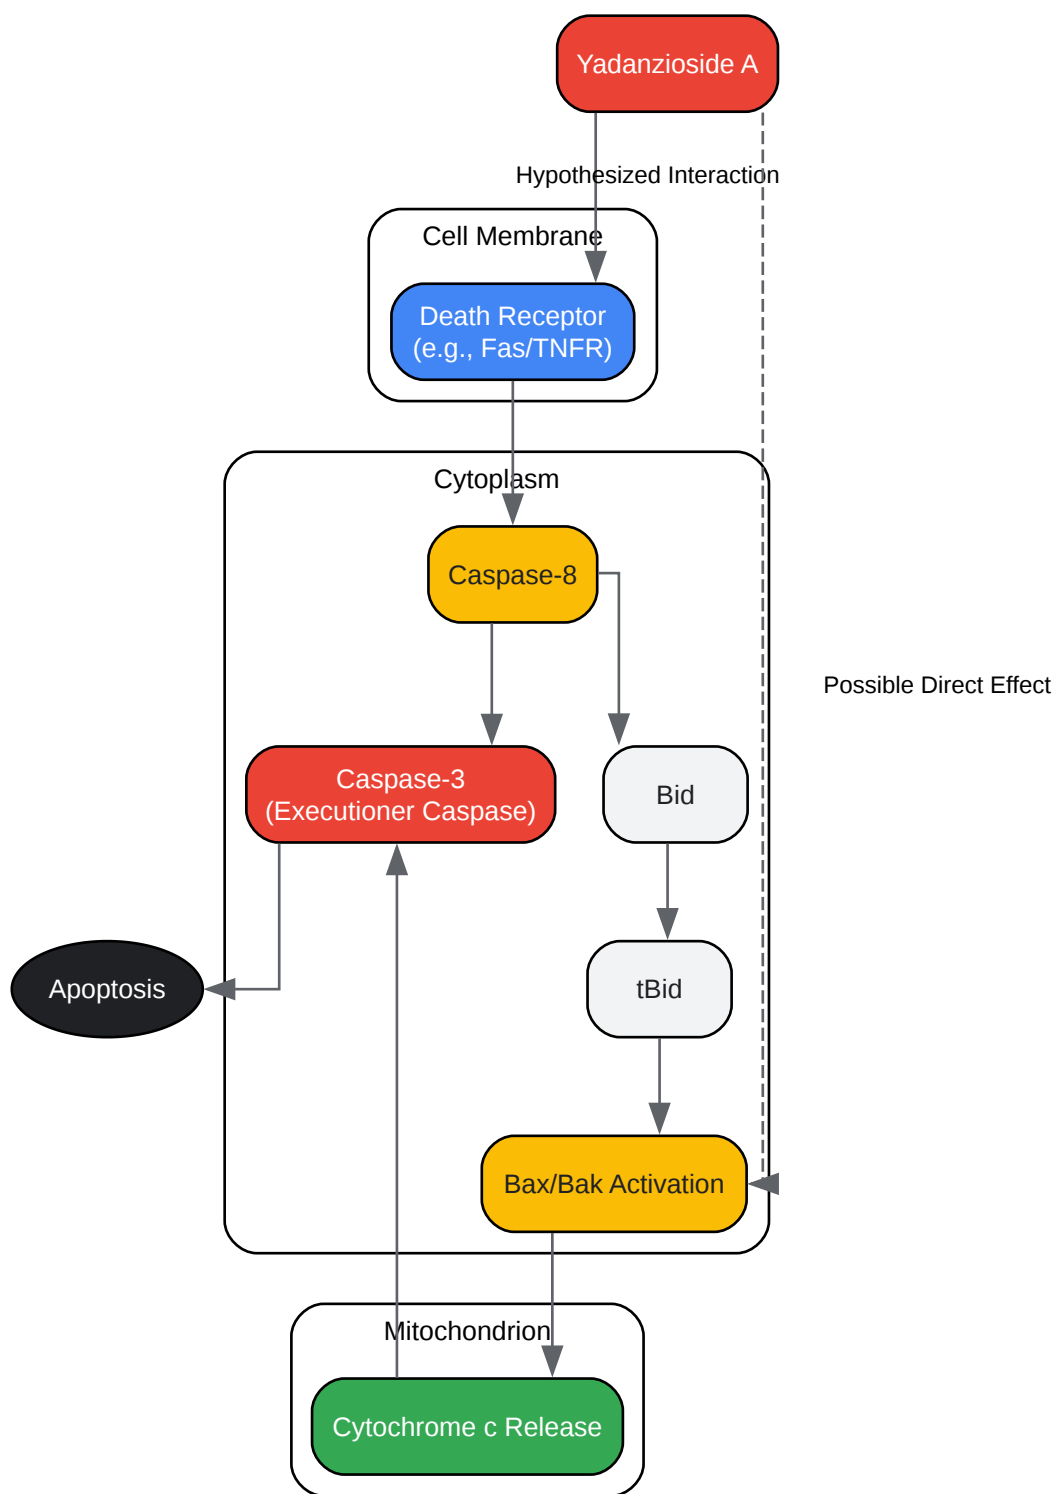 Yadanzioside A
Hypothesized Interaction
Cell Membrane
Death Receptor
(e.g., Fas/TNFR)
Cytoplasm
Caspase-8
Possible Direct Effect
Caspase-3
(Executioner Caspase)
Bid
Apoptosis
tBid
Bax/Bak Activation
Mitochondrion
Cytochrome c Release